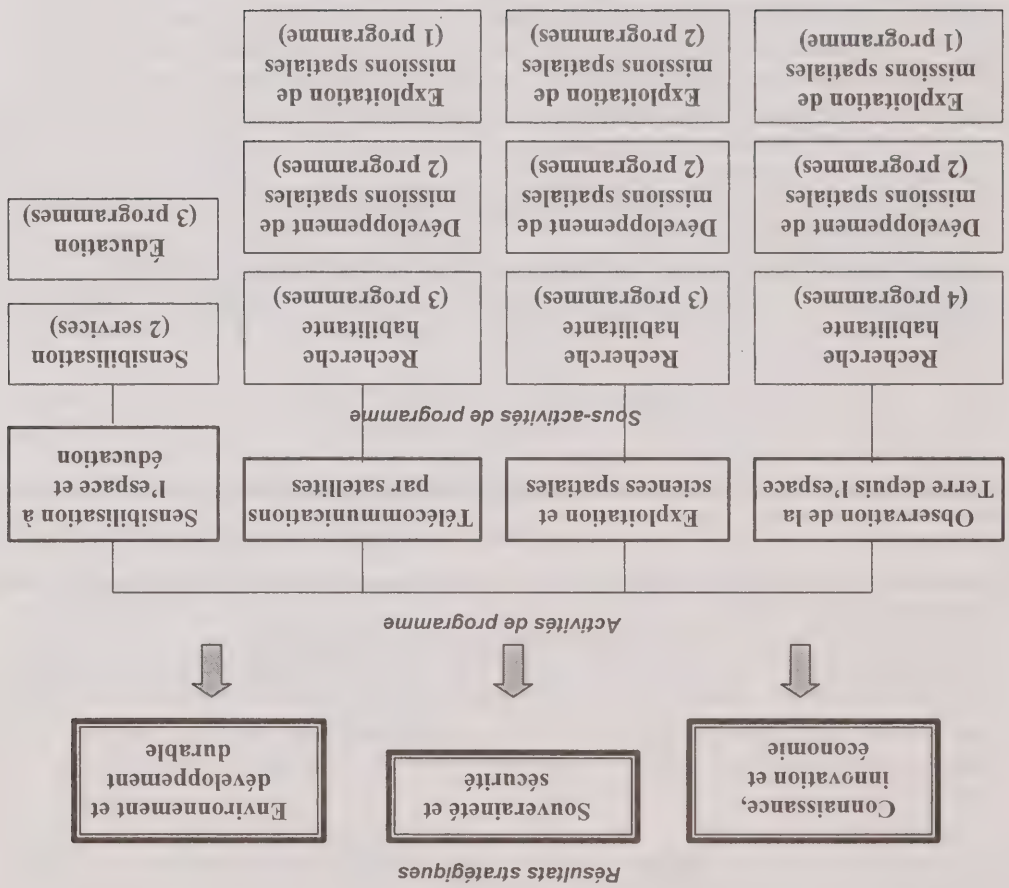 Résultats stratégiques
Connaissance,
innovation et
économie
Souveraineté et
sécurité
Environnement et
développement
durable
Activités de programme
Observation de la
Terre depuis l'espace
Exploitation et
sciences spatiales
Télécommunications
par satellites
Sensibilisation à
l'espace et
éducation
Sous-activités de programme
Recherche
habilitante
(4 programmes)
Recherche
habilitante
(3 programmes)
Recherche
habilitante
(3 programmes)
Sensibilisation
(2 services)
Développement de
missions spatiales
(2 programmes)
Développement de
missions spatiales
(2 programmes)
Développement de
missions spatiales
(2 programmes)
Éducation
(3 programmes)
Exploitation de
missions spatiales
(1 programme)
Exploitation de
missions spatiales
(2 programmes)
Exploitation de
missions spatiales
(1 programme)